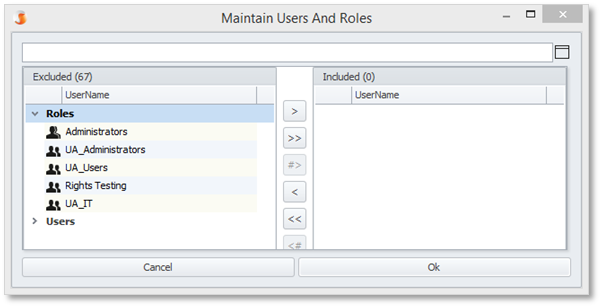 Maintain Users And Roles
Excluded (67)
UserName
Roles
Administrators
UA_Administrators
UA_Users
Rights Testing
UA_IT
Users
>
>>
#>
<
<<
<#
Included (0)
UserName
Cancel
Ok